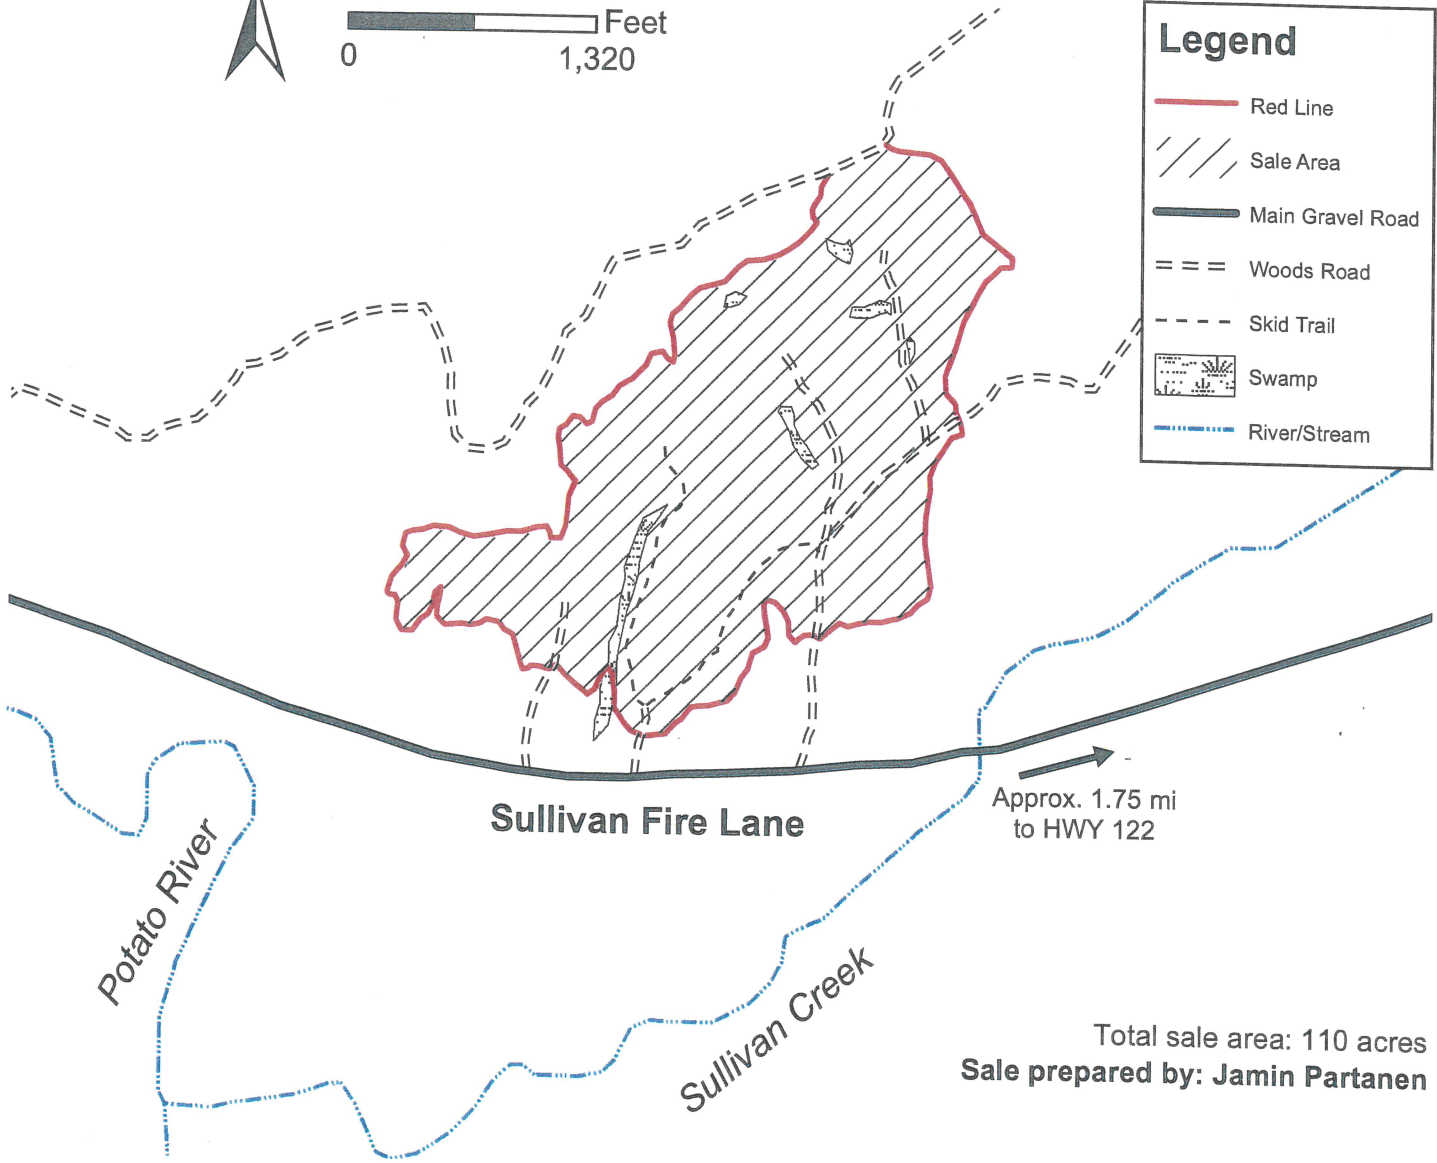 Feet
0 1,320
Legend
Red Line
Sale Area
Main Gravel Road
Woods Road
Skid Trail
Swamp
River/Stream
Sullivan Fire Lane
Approx. 1.75 mi
to HWY 122
Potato River
Sullivan Creek
Total sale area: 110 acres
Sale prepared by: Jamin Partanen